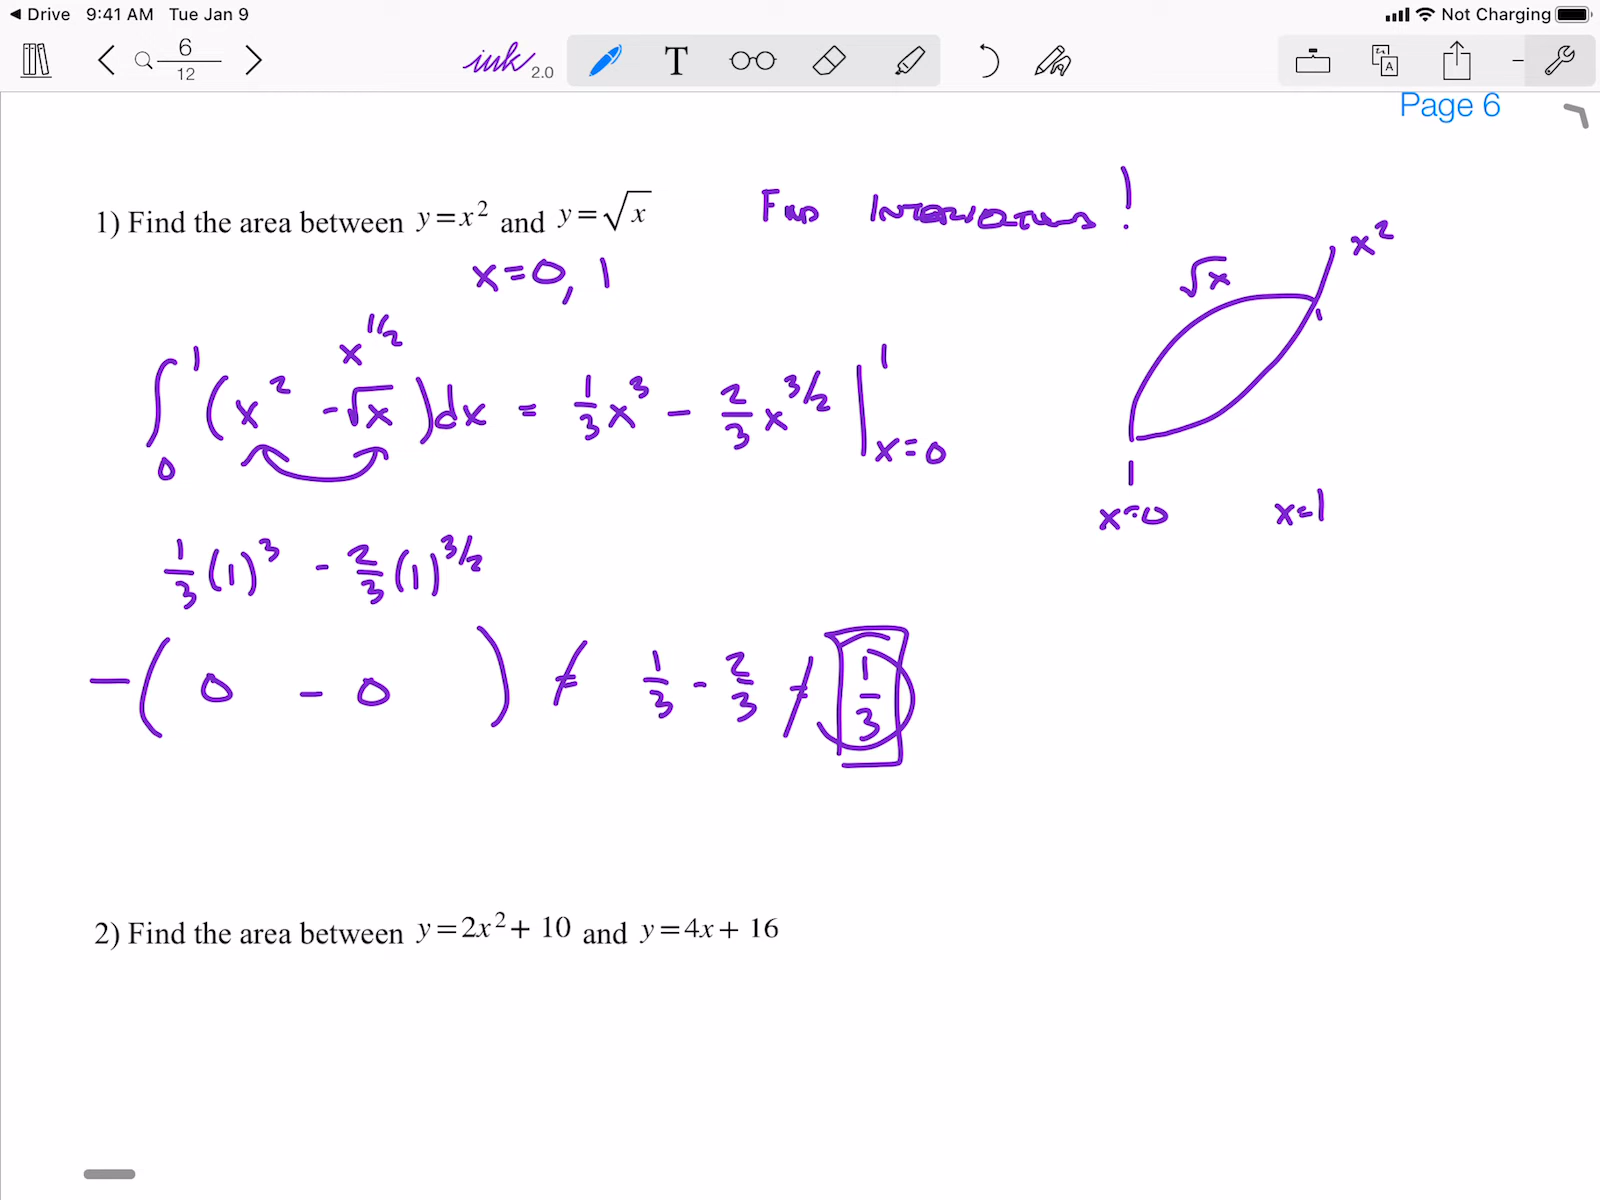 Drive 9:41 AM Tue Jan 9 Not Charging
6
12
ink 2.0 T A
Page 6
1) Find the area between y=x² and y=√x
Find Intersections!
x=0, 1
√x
x²
1
x^1/2
∫₀¹ (x² -√x)dx = 1/3 x³ - 2/3 x^3/2 |₍x=0₎¹
x=0 x=1
1/3 (1)³ - 2/3 (1)^3/2
-( 0 - 0 ) ≠ 1/3 - 2/3 ≠ 1/3
2) Find the area between y=2x²+ 10 and y=4x+ 16